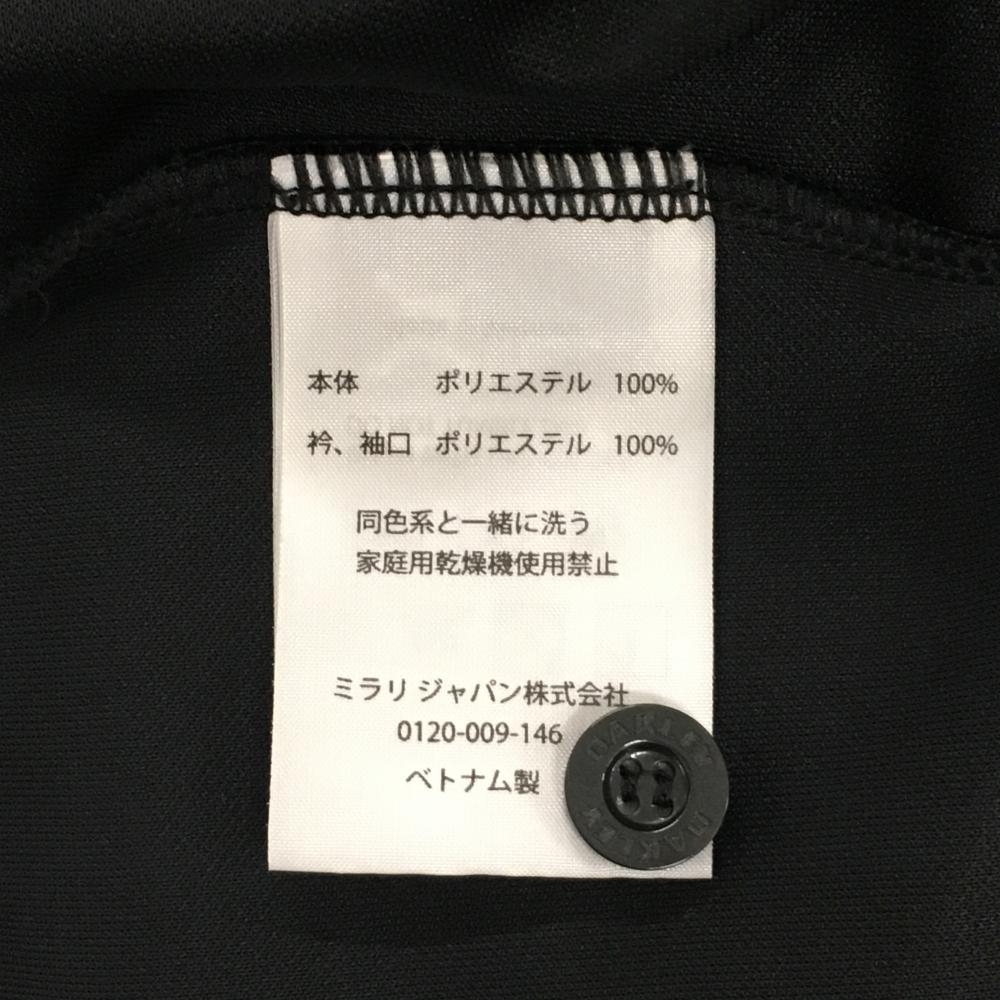 本体 ポリエステル 100%
衿、袖口 ポリエステル 100%
同色系と一緒に洗う
家庭用乾燥機使用禁止
ミラリ ジャパン株式会社
0120-009-146
ベトナム製
OAKLEY
OAKLEY